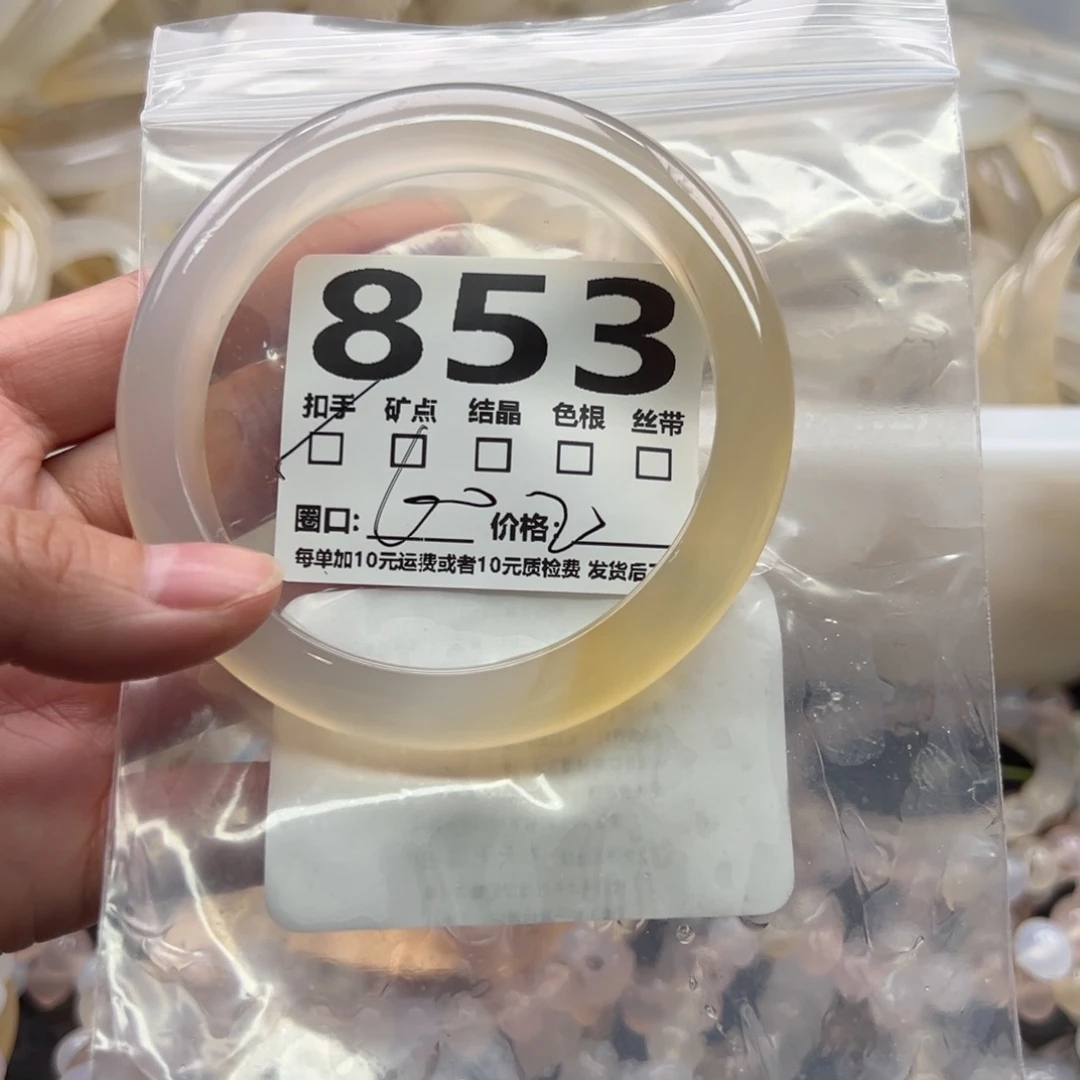 853
扣手 矿点 结晶 色根 丝带
圈口: 价格:
每单加10元运费或者10元质检费 发货后